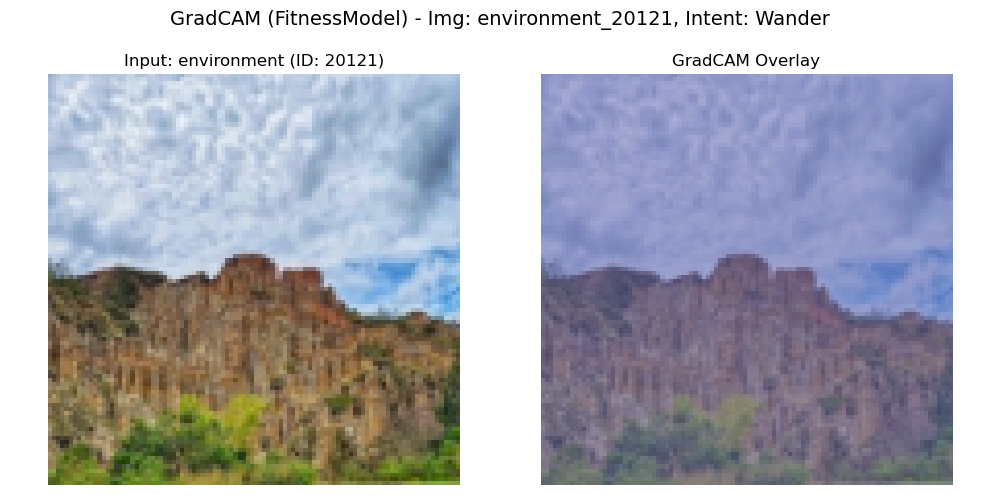 GradCAM (FitnessModel) - Img: environment_20121, Intent: Wander
Input: environment (ID: 20121)
GradCAM Overlay